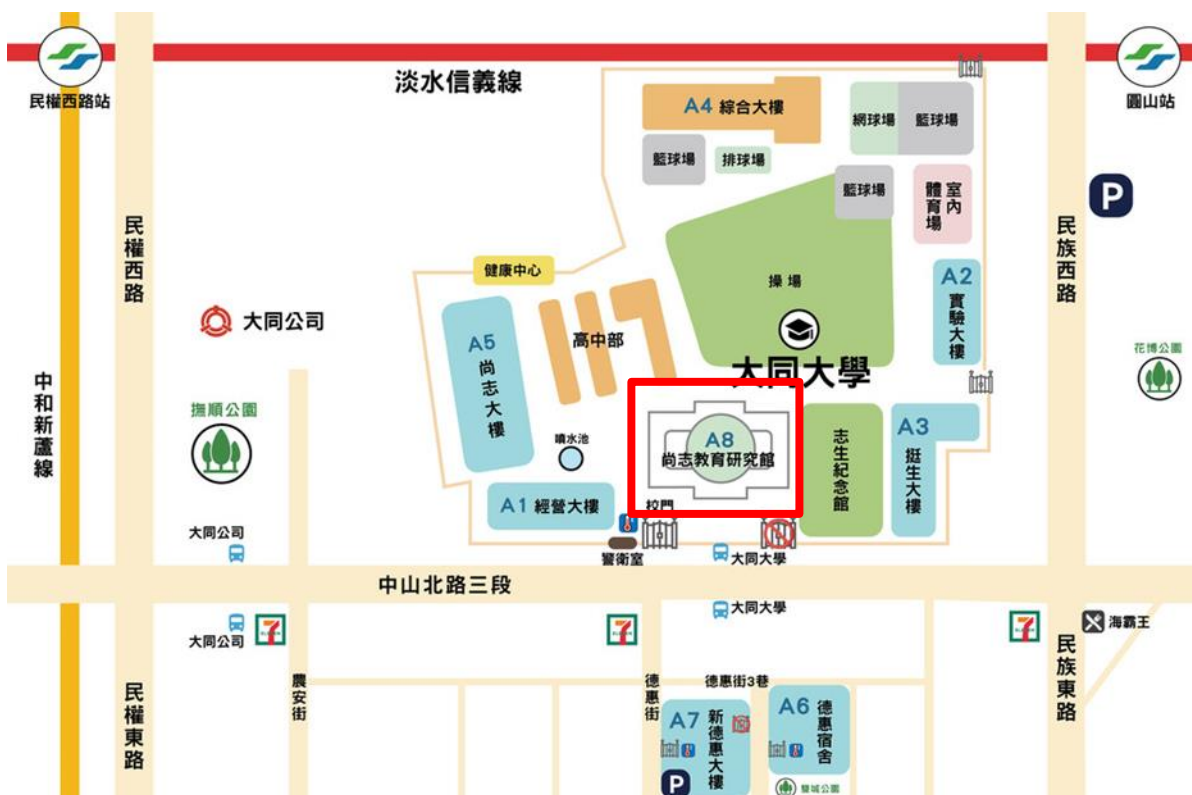 民權西路站
淡水信義線
圓山站
A4 綜合大樓
網球場
籃球場
籃球場
排球場
籃球場
室內體育場
P
民權西路
民族西路
健康中心
操場
A2 實驗大樓
大同公司
高中部
A5 尚志大樓
大同大學
花博公園
中和新蘆線
撫順公園
噴水池
A8
尚志教育研究館
志生紀念館
A3 挺生大樓
A1 經營大樓
校門
大同公司
警衛室
大同大學
中山北路三段
大同公司
7
7
大同大學
7
海霸王
民權東路
農安街
德惠街
德惠街3巷
民族東路
A7 新德惠大樓
A6 德惠宿舍
P
雙城公園